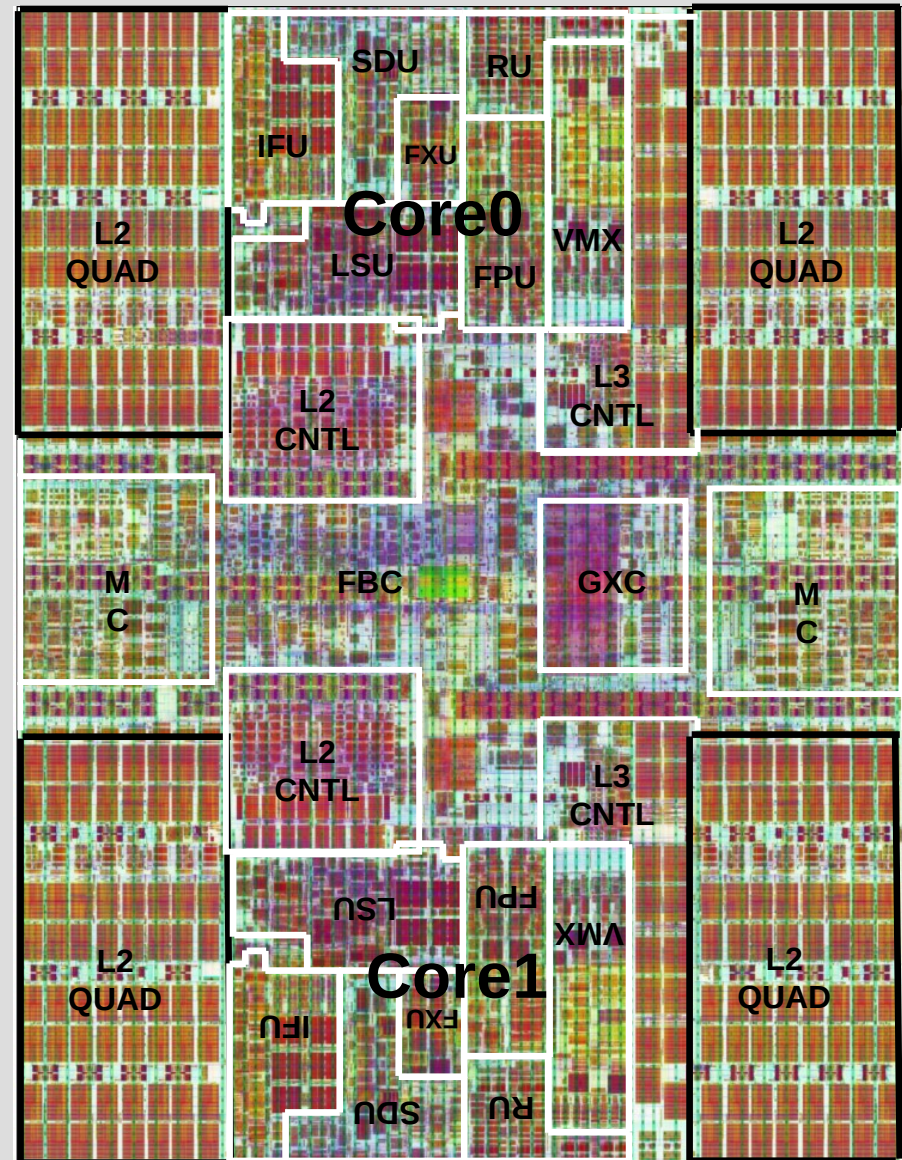 SDU
RU
IFU
FXU
Core0
L2
QUAD
LSU
FPU
VMX
L2
QUAD
L2
CNTL
L3
CNTL
M
C
FBC
GXC
M
C
L2
CNTL
L3
CNTL
LSU
FPU
VMX
Core1
L2
QUAD
IFU
FXU
L2
QUAD
SDU
RU